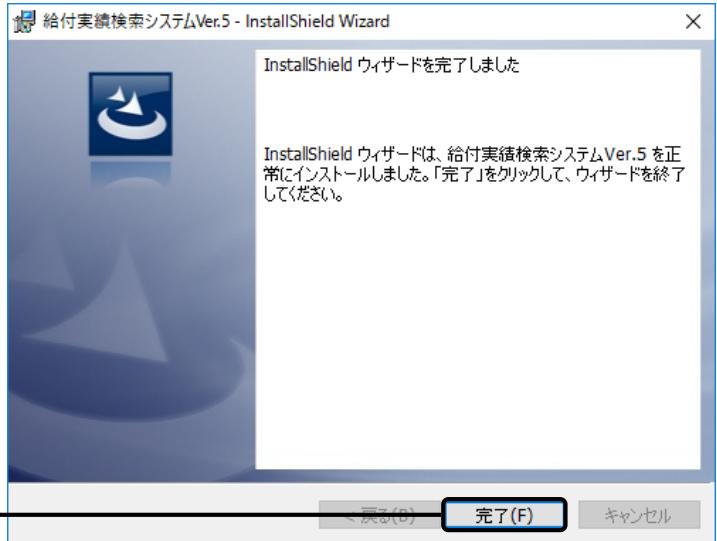 給付実績検索システムVer.5 - InstallShield Wizard
InstallShield ウィザードを完了しました
InstallShield ウィザードは、給付実績検索システムVer.5 を正
常にインストールしました。「完了」をクリックして、ウィザードを終了
してください。
< 戻る(B)
完了(F)
キャンセル